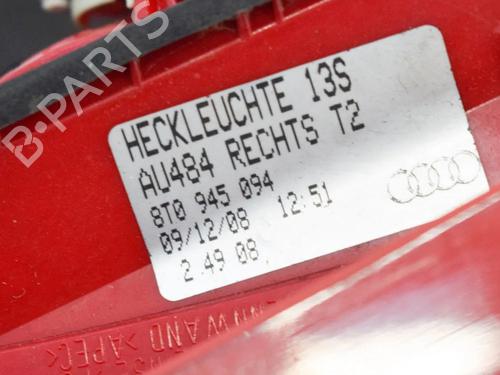 B-PARTS
HECKLEUCHTE 13S
AU484 RECHTS T2
8T0 945 094
09/12/08 12:51
2.49 08